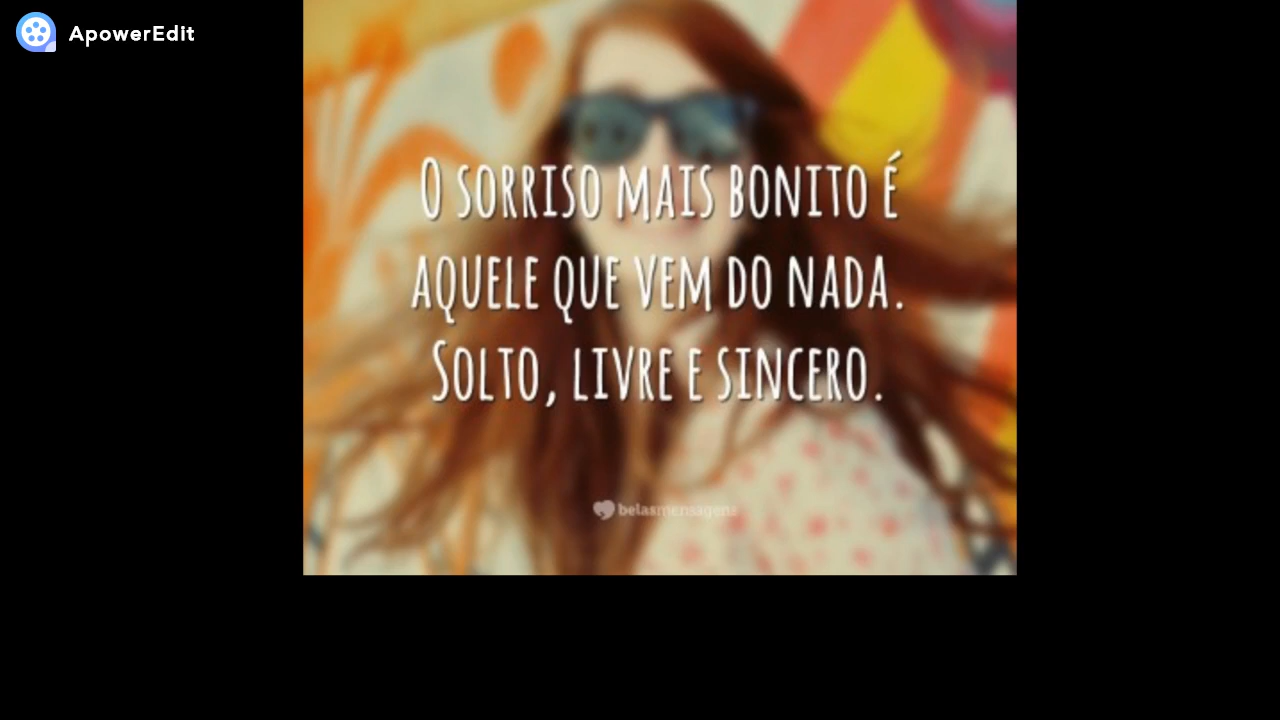 ApowerEdit
O SORRISO MAIS BONITO É
AQUELE QUE VEM DO NADA.
SOLTO, LIVRE E SINCERO.
belasmensagens